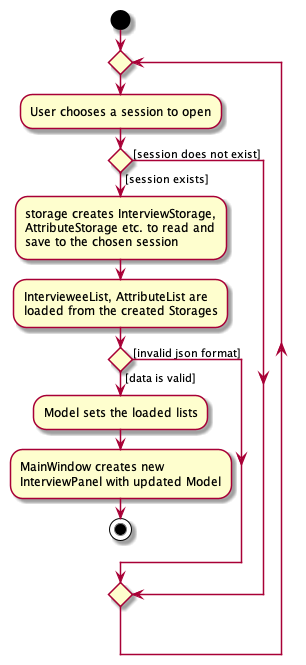 User chooses a session to open
[session does not exist]
[session exists]
storage creates InterviewStorage,
AttributeStorage etc. to read and
save to the chosen session
IntervieweeList, AttributeList are
loaded from the created Storages
[invalid json format]
[data is valid]
Model sets the loaded lists
MainWindow creates new
InterviewPanel with updated Model